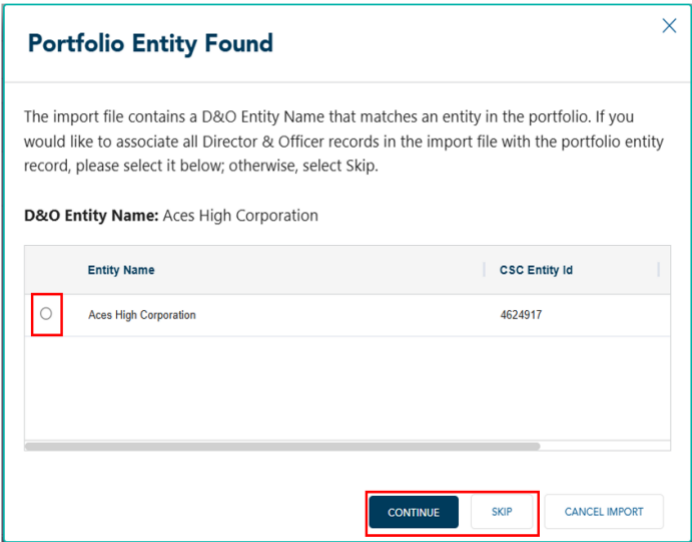 Portfolio Entity Found
The import file contains a D&O Entity Name that matches an entity in the portfolio. If you
would like to associate all Director & Officer records in the import file with the portfolio entity
record, please select it below; otherwise, select Skip.
D&O Entity Name: Aces High Corporation
Entity Name CSC Entity Id
Aces High Corporation 4624917
CONTINUE SKIP CANCEL IMPORT